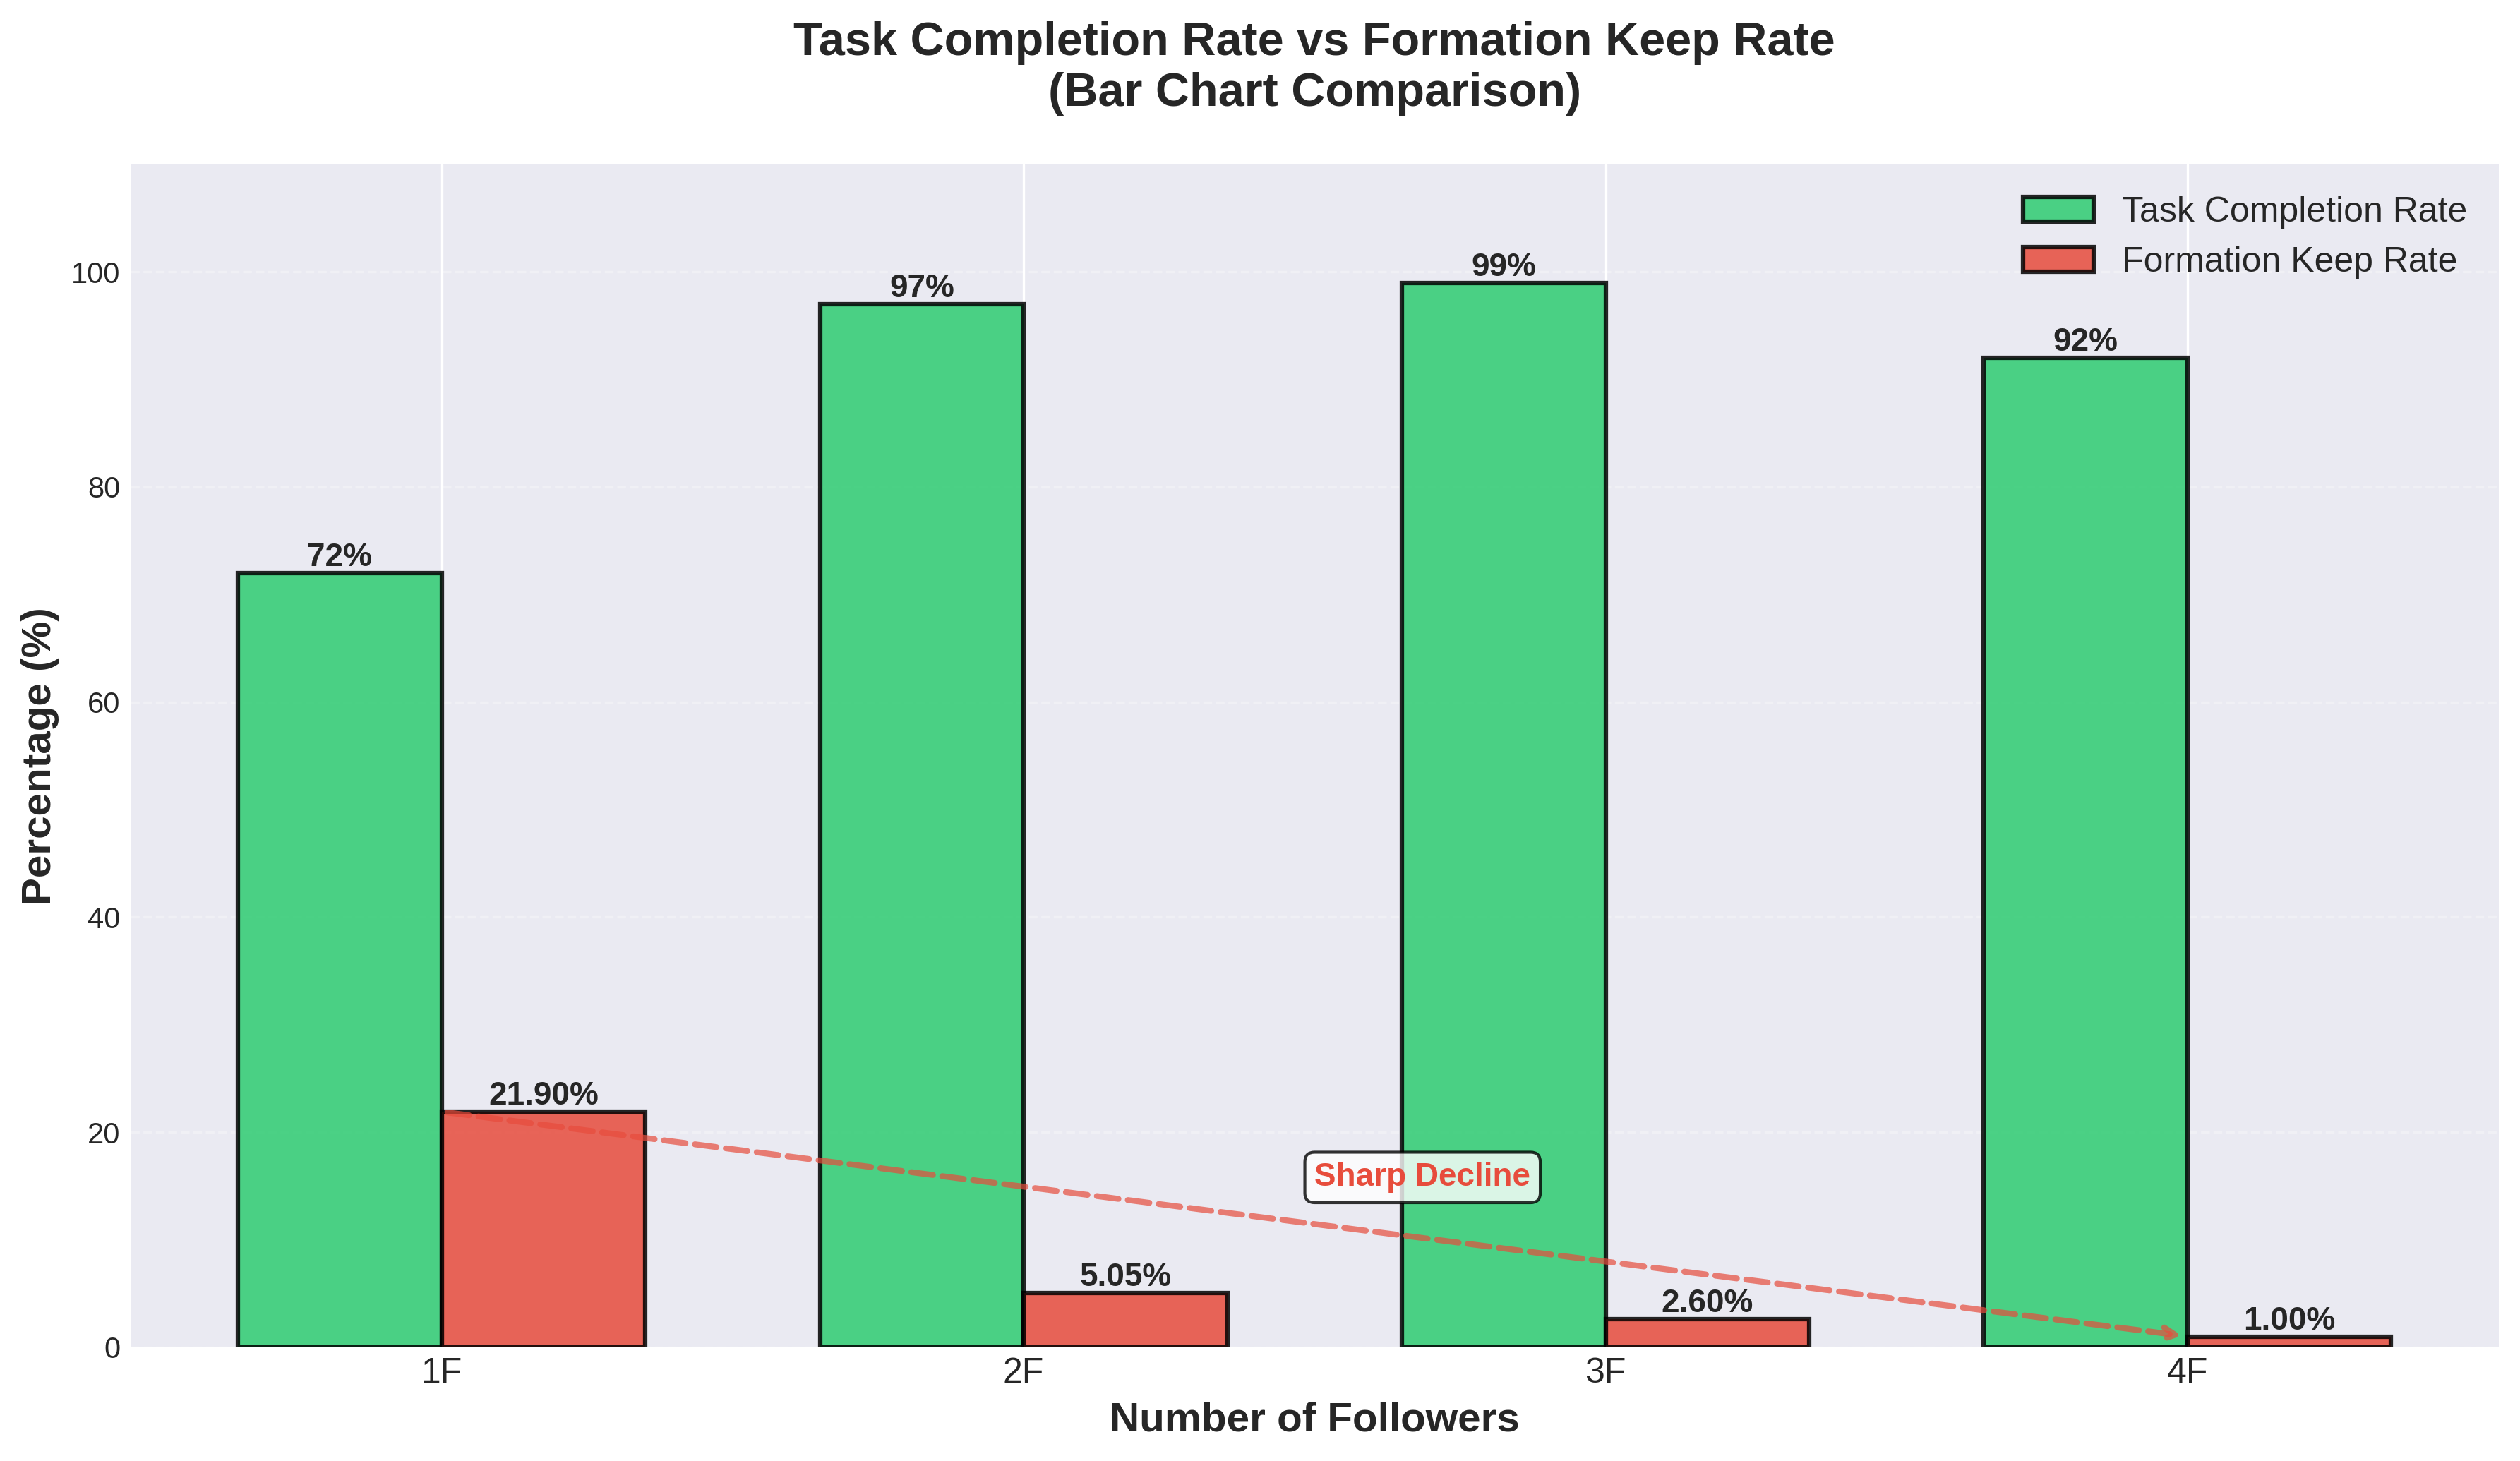 Task Completion Rate vs Formation Keep Rate
(Bar Chart Comparison)
Task Completion Rate
Formation Keep Rate
Percentage (%)
100
80
60
40
20
0
72%
21.90%
97%
5.05%
99%
2.60%
92%
1.00%
Sharp Decline
1F
2F
3F
4F
Number of Followers